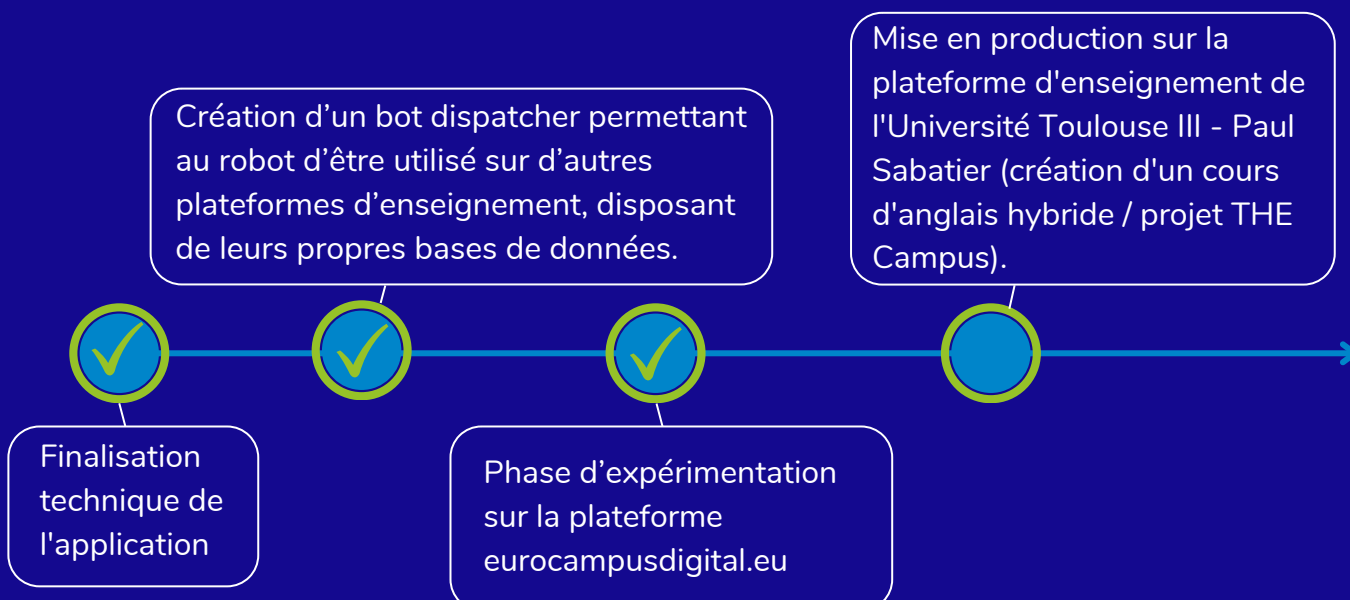 Finalisation
technique de
l'application
Création d’un bot dispatcher permettant
au robot d’être utilisé sur d’autres
plateformes d’enseignement, disposant
de leurs propres bases de données.
Phase d’expérimentation
sur la plateforme
eurocampusdigital.eu
Mise en production sur la
plateforme d'enseignement de
l'Université Toulouse III - Paul
Sabatier (création d'un cours
d'anglais hybride / projet THE
Campus).